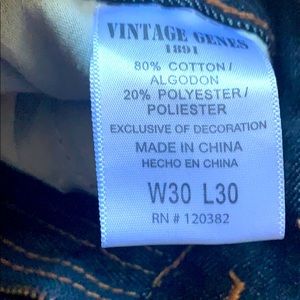 VINTAGE GENES
1891
80% COTTON/
ALGODON
20% POLYESTER/
POLIESTER
EXCLUSIVE OF DECORATION
MADE IN CHINA
HECHO EN CHINA
W30 L30
RN # 120382